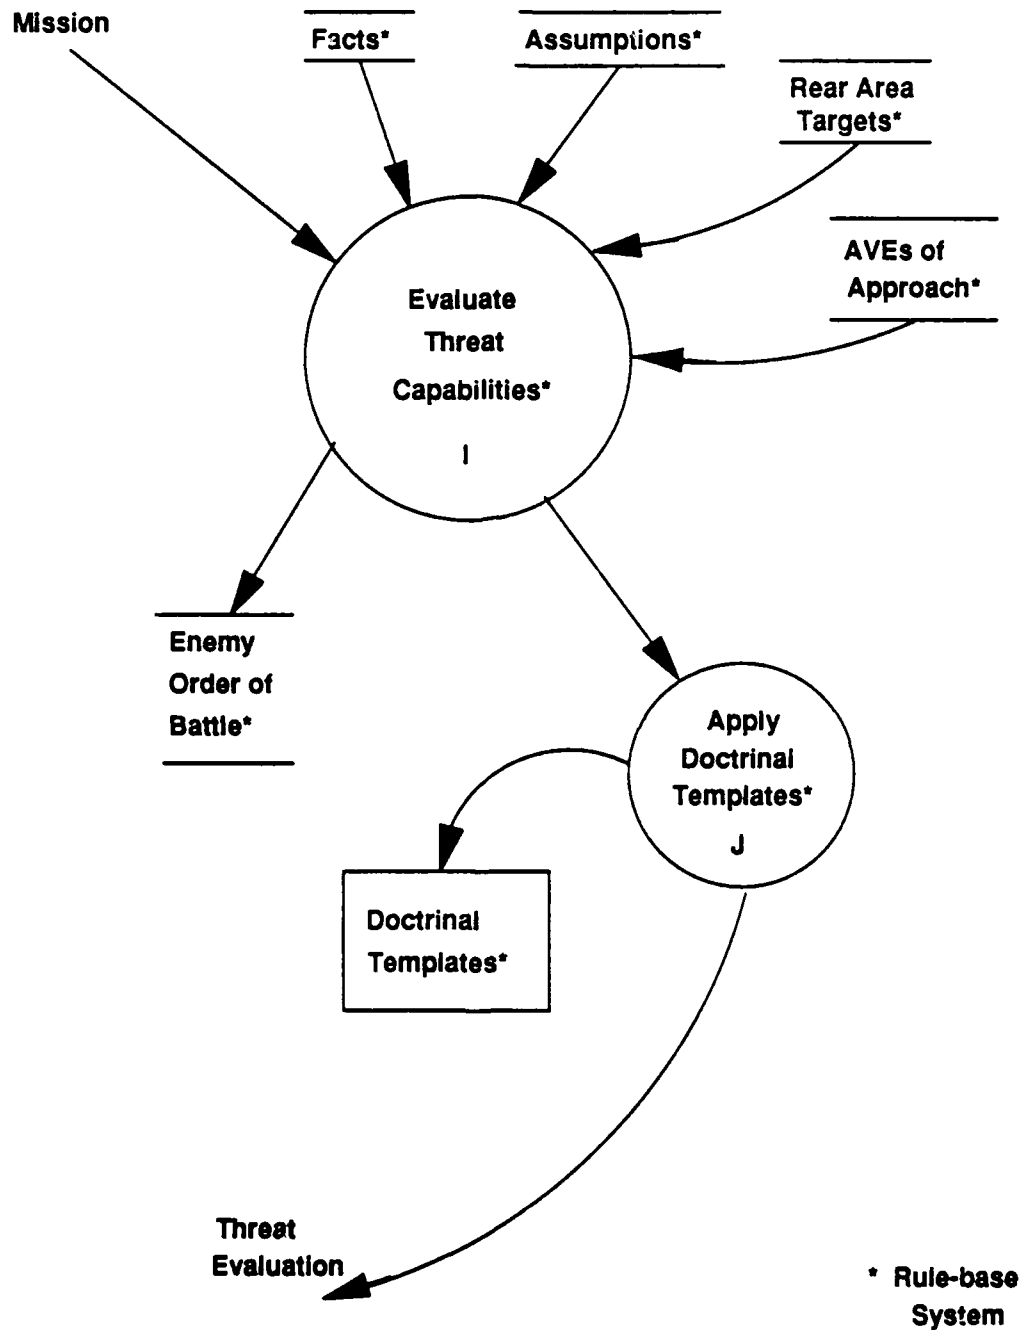 Mission
Facts*
Assumptions*
Rear Area
Targets*
AVEs of
Approach*
Evaluate
Threat
Capabilities*
I
Enemy
Order of
Battle*
Apply
Doctrinal
Templates*
J
Doctrinal
Templates*
Threat
Evaluation
* Rule-base
System